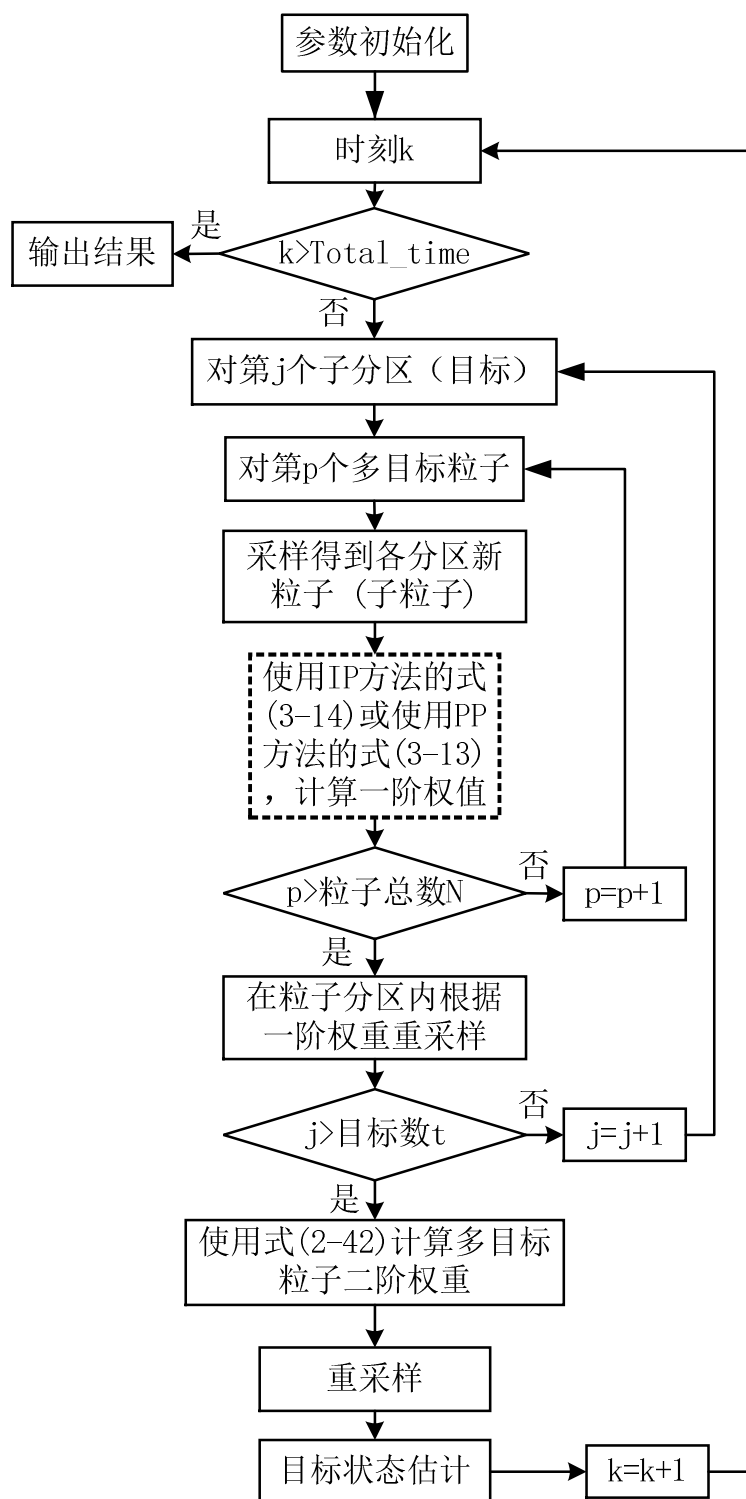 参数初始化
时刻k
是
输出结果
k>Total_time
否
对第j个子分区（目标）
对第p个多目标粒子
采样得到各分区新
粒子 (子粒子)
使用IP方法的式
(3-14)或使用PP
方法的式(3-13)
，计算一阶权值
否
p>粒子总数N
p=p+1
是
在粒子分区内根据
一阶权重重采样
否
j>目标数t
j=j+1
是
使用式(2-42)计算多目标
粒子二阶权重
重采样
目标状态估计
k=k+1